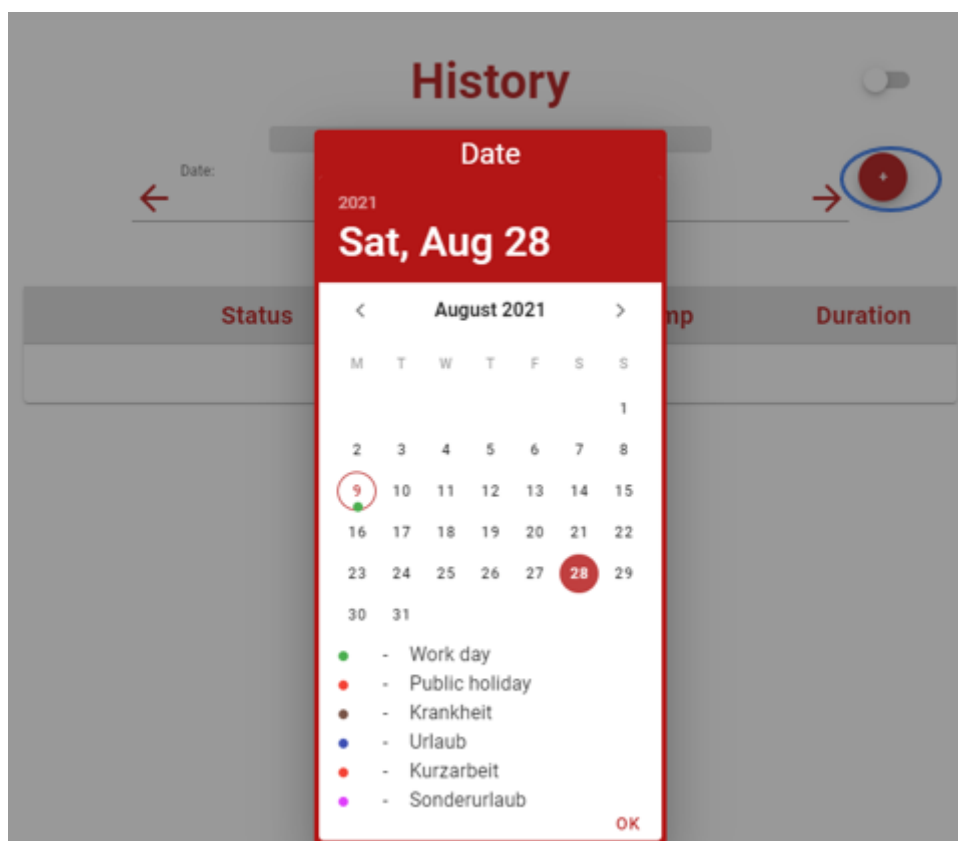 History
Date
Date:
+
2021
Sat, Aug 28
August 2021
Status
Duration
M T W T F S S
1
2 3 4 5 6 7 8
9 10 11 12 13 14 15
16 17 18 19 20 21 22
23 24 25 26 27 28 29
30 31
- Work day
- Public holiday
- Krankheit
- Urlaub
- Kurzarbeit
- Sonderurlaub
OK